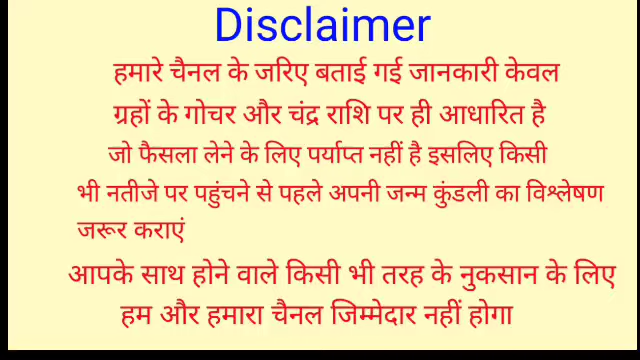 Disclaimer
हमारे चैनल के जरिए बताई गई जानकारी केवल
ग्रहों के गोचर और चंद्र राशि पर ही आधारित है
जो फैसला लेने के लिए पर्याप्त नहीं है इसलिए किसी
भी नतीजे पर पहुंचने से पहले अपनी जन्म कुंडली का विश्लेषण
जरूर कराएं
आपके साथ होने वाले किसी भी तरह के नुकसान के लिए
हम और हमारा चैनल जिम्मेदार नहीं होगा